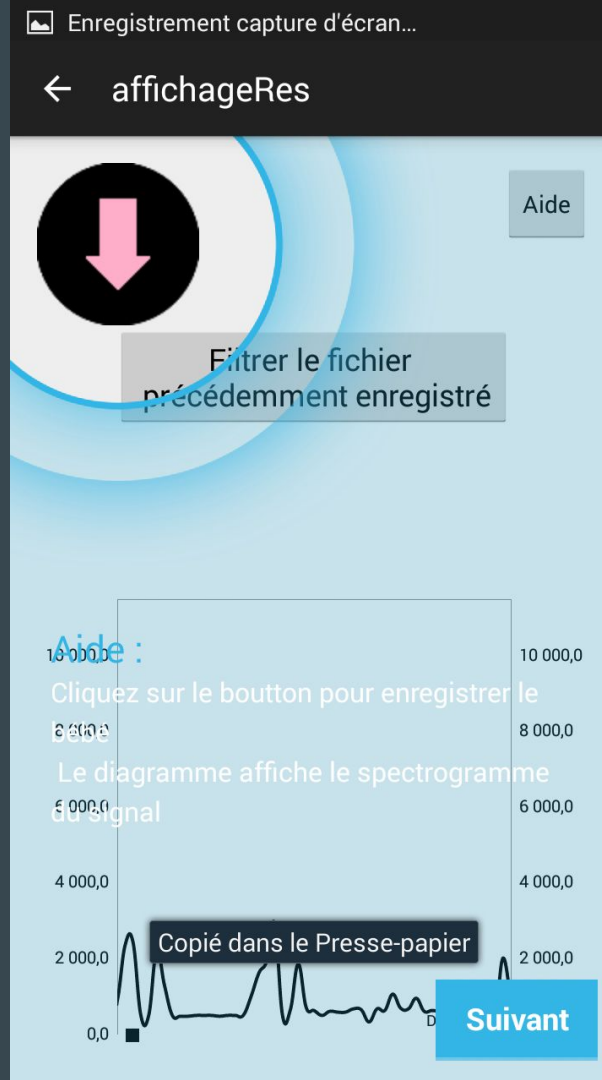 Enregistrement capture d'écran...
affichageRes
Aide
Filtrer le fichier
précédemment enregistré
Aide :
Cliquez sur le boutton pour enregistrer le
bébé
Le diagramme affiche le spectrogramme
du signal
10 000,0
10 000,0
8 000,0
8 000,0
6 000,0
6 000,0
4 000,0
4 000,0
Copié dans le Presse-papier
2 000,0
2 000,0
0,0
D
Suivant